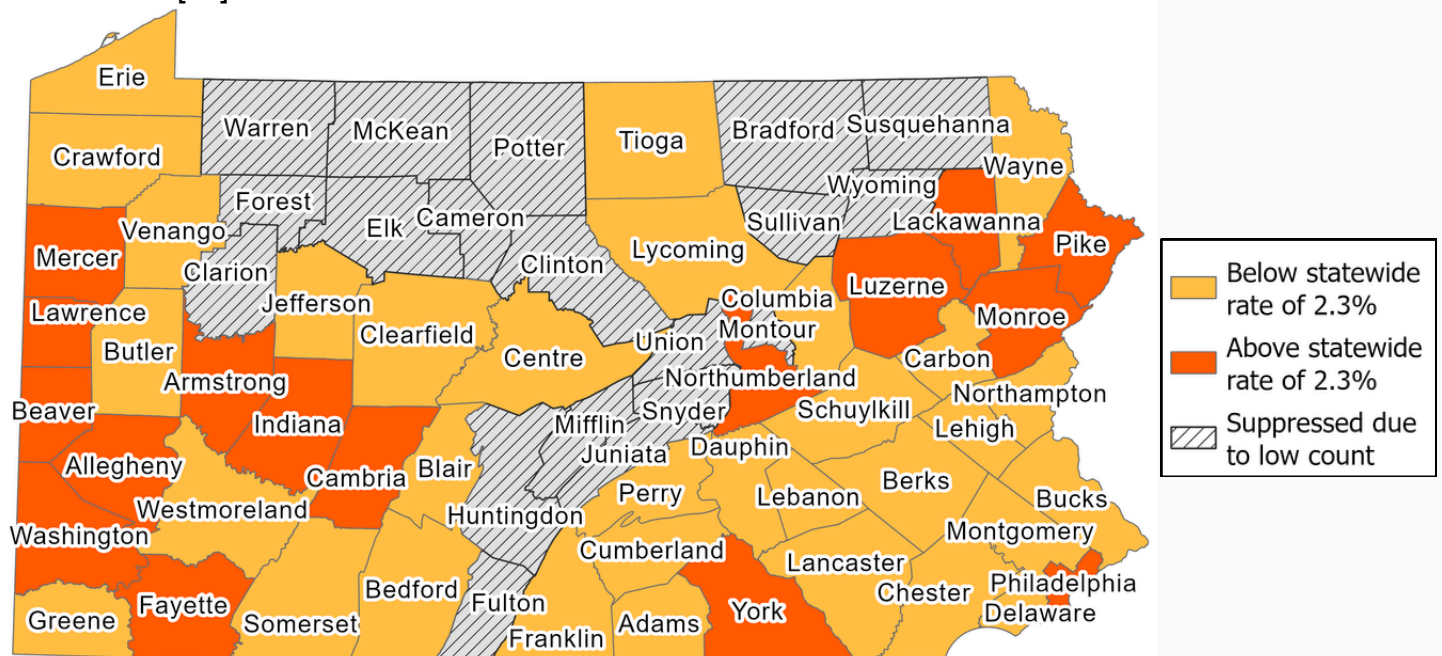 Erie
Warren
McKean
Potter
Tioga
Bradford
Susquehanna
Crawford
Wayne
Forest
Wyoming
Venango
Elk
Cameron
Sullivan
Lackawanna
Mercer
Clarion
Clinton
Lycoming
Pike
Lawrence
Jefferson
Columbia
Luzerne
Butler
Clearfield
Centre
Union
Montour
Monroe
Armstrong
Carbon
Beaver
Indiana
Mifflin
Snyder
Northumberland
Schuylkill
Northampton
Lehigh
Allegheny
Cambria
Blair
Juniata
Dauphin
Westmoreland
Huntingdon
Perry
Lebanon
Berks
Bucks
Washington
Cumberland
Montgomery
Lancaster
Greene
Fayette
Somerset
Bedford
Fulton
Franklin
Adams
York
Chester
Philadelphia
Delaware
Below statewide
rate of 2.3%
Above statewide
rate of 2.3%
Suppressed due
to low count